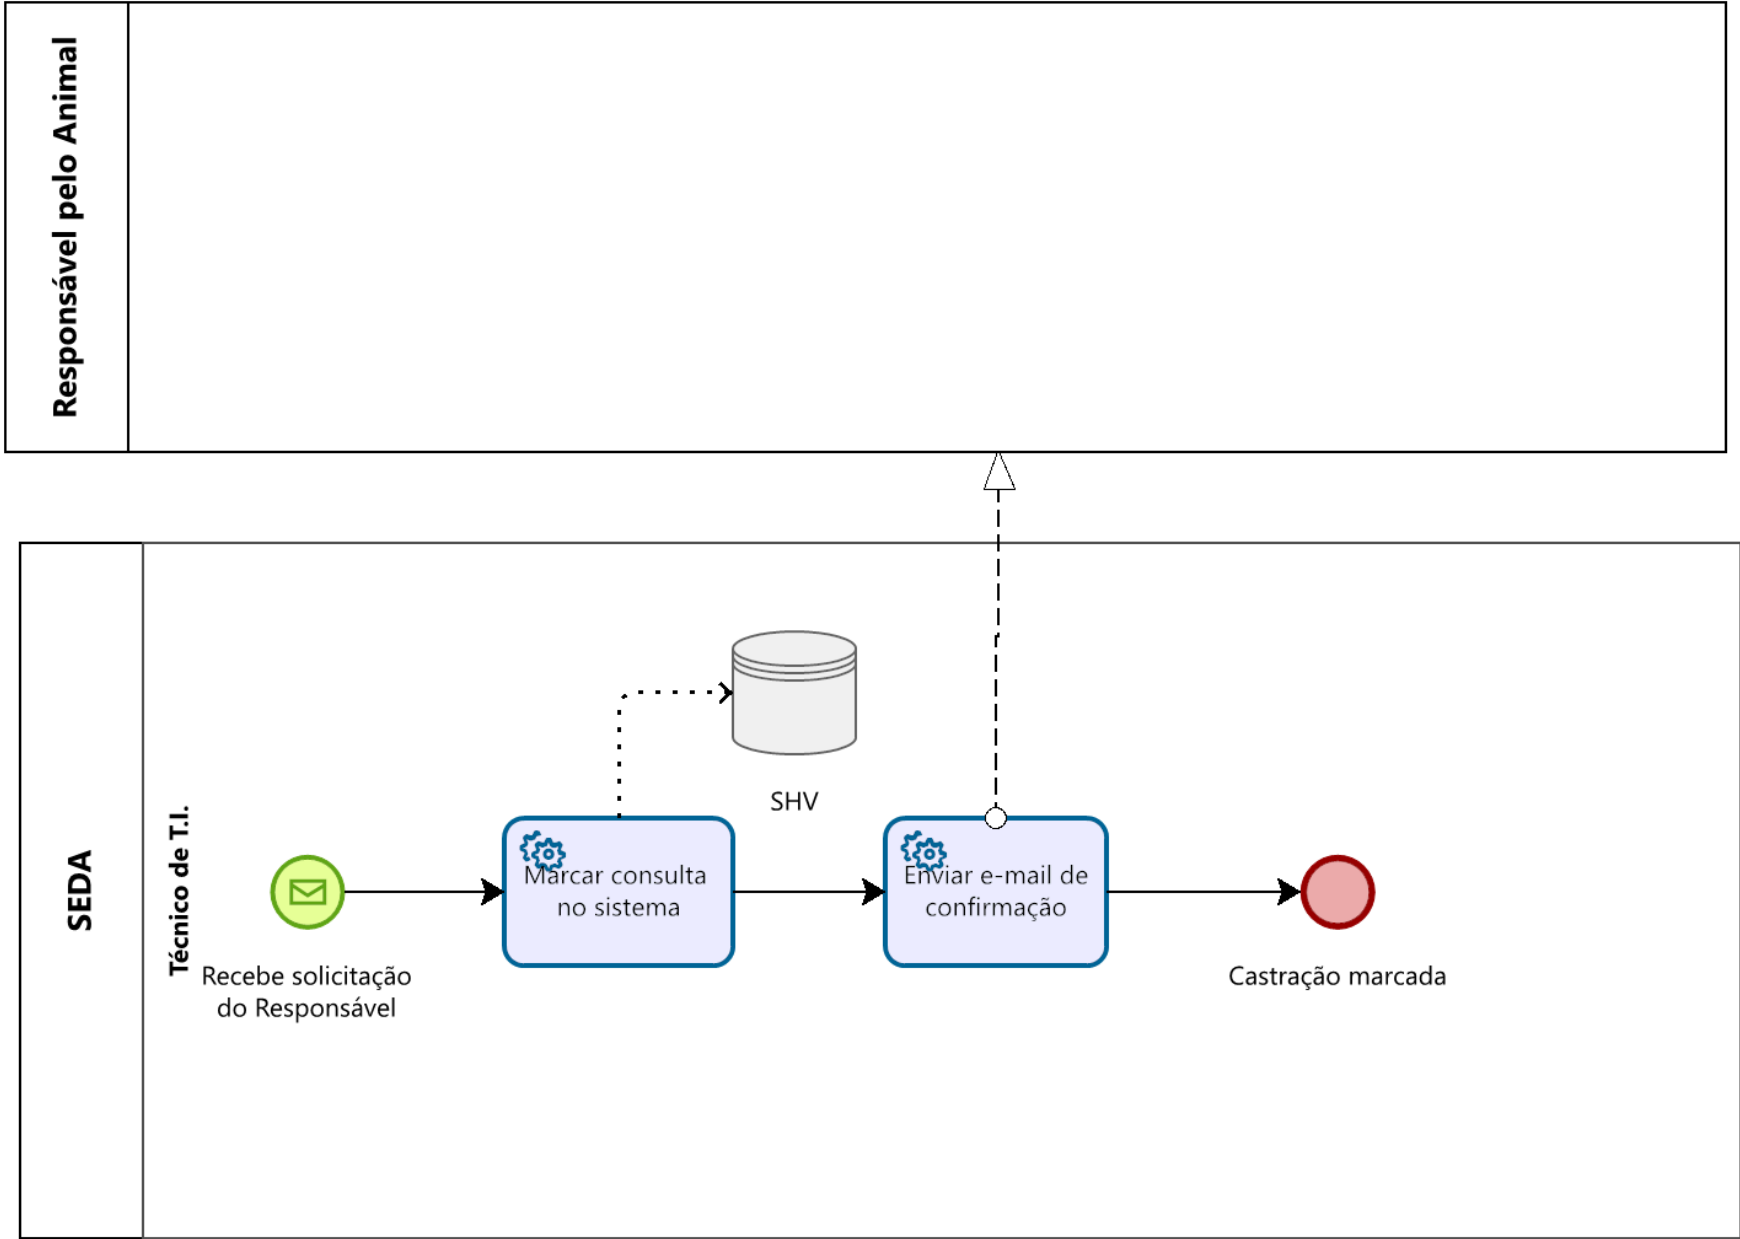 Responsável pelo Animal
SEDA
Técnico de T.I.
SHV
Marcar consulta
no sistema
Enviar e-mail de
confirmação
Recebe solicitação
do Responsável
Castração marcada